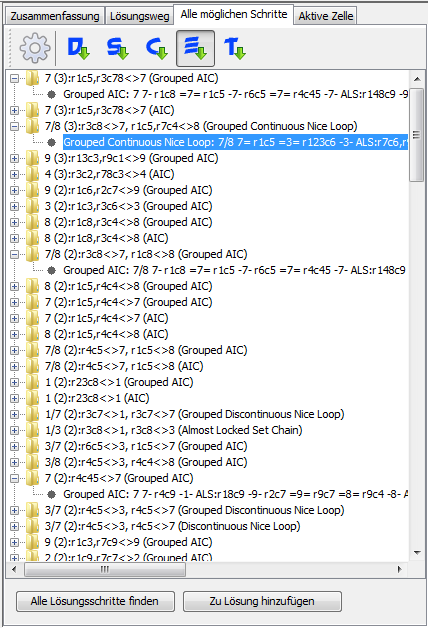 Zusammenfassung Lösungsweg Alle möglichen Schritte Aktive Zelle
D S C E T
7 (3):r1c5,r3c78<>7 (Grouped AIC)
Grouped AIC: 7 7- r1c8 =7= r1c5 -7- r6c5 =7= r4c45 -7- ALS:r148c9 -9
7 (3):r1c5,r3c78<>7 (AIC)
7/8 (3):r3c8<>7, r1c5,r7c4<>8 (Grouped Continuous Nice Loop)
Grouped Continuous Nice Loop: 7/8 7= r1c5 =3= r123c6 -3- ALS:r7c6,r
9 (3):r13c3,r9c1<>9 (Grouped AIC)
4 (3):r3c2,r78c3<>4 (AIC)
9 (2):r1c6,r2c7<>9 (Grouped AIC)
3 (2):r1c3,r3c6<>3 (Grouped AIC)
8 (2):r1c8,r3c4<>8 (Grouped AIC)
8 (2):r1c8,r3c4<>8 (AIC)
7/8 (2):r3c8<>7, r1c8<>8 (Grouped AIC)
Grouped AIC: 7/8 7- r1c8 =7= r1c5 -7- r6c5 =7= r4c45 -7- ALS:r148c9
8 (2):r1c5,r4c4<>8 (Grouped AIC)
7 (2):r1c5,r4c4<>7 (Grouped AIC)
7 (2):r1c5,r4c4<>7 (AIC)
8 (2):r1c5,r4c4<>8 (AIC)
7/8 (2):r4c5<>7, r1c5<>8 (Grouped AIC)
7/8 (2):r4c5<>7, r1c5<>8 (AIC)
1 (2):r23c8<>1 (Grouped AIC)
1 (2):r23c8<>1 (AIC)
1/7 (2):r3c7<>1, r3c7<>7 (Grouped Discontinuous Nice Loop)
1/3 (2):r3c8<>1, r3c8<>3 (Almost Locked Set Chain)
3/7 (2):r6c5<>3, r1c5<>7 (Grouped AIC)
3/8 (2):r4c5<>3, r4c4<>8 (Grouped AIC)
7 (2):r4c45<>7 (Grouped AIC)
Grouped AIC: 7 7- r4c9 -1- ALS:r18c9 -9- r2c7 =9= r9c7 =8= r9c4 -8- A
3/7 (2):r4c5<>3, r4c5<>7 (Grouped Discontinuous Nice Loop)
3/7 (2):r4c5<>3, r4c5<>7 (Discontinuous Nice Loop)
9 (2):r1c3,r7c9<>9 (Grouped AIC)
2 (2):r1c9,r7c7<>2 (Grouped AIC)
Alle Lösungsschritte finden Zu Lösung hinzufügen